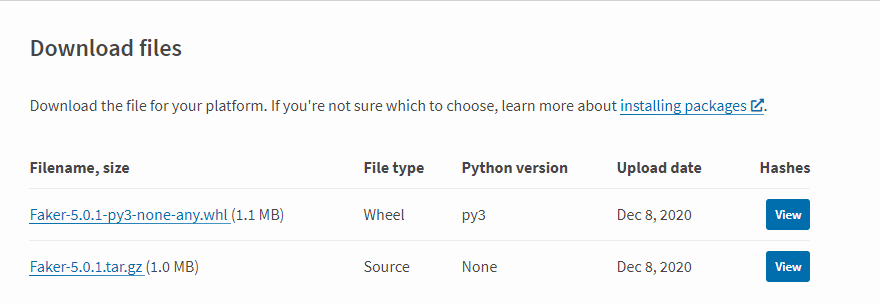 Download files
Download the file for your platform. If you're not sure which to choose, learn more about installing packages.
Filename, size File type Python version Upload date Hashes
Faker-5.0.1-py3-none-any.whl (1.1 MB) Wheel py3 Dec 8, 2020 View
Faker-5.0.1.tar.gz (1.0 MB) Source None Dec 8, 2020 View